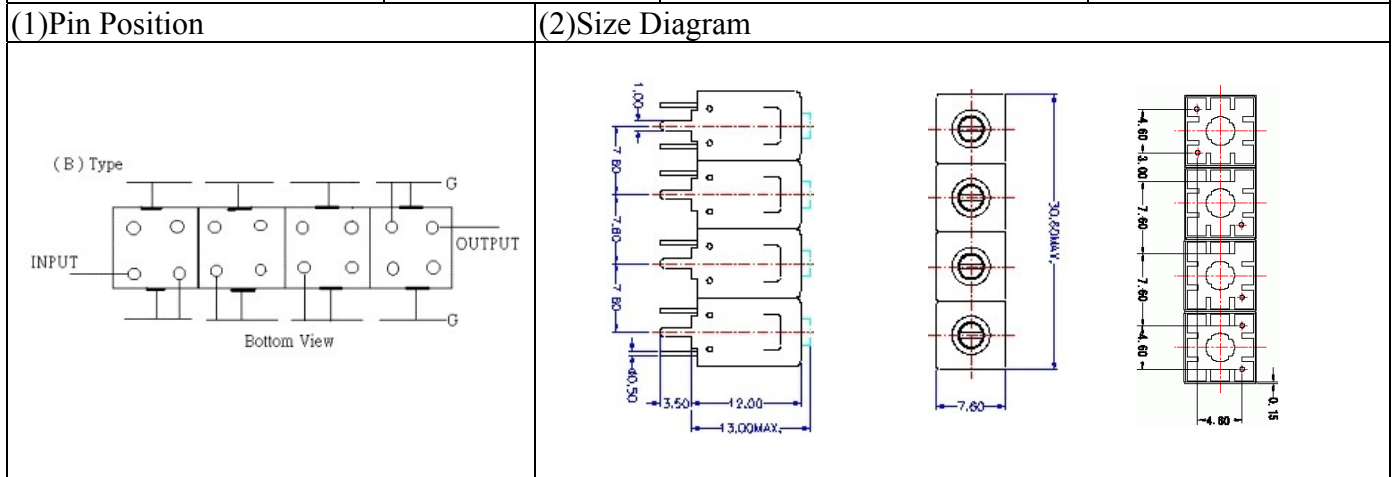 (1)Pin Position
(2)Size Diagram
(B) Type
G
INPUT
OUTPUT
G
Bottom View
1.00
7.60
7.60
7.60
Φ0.50
3.50
12.00
13.00MAX.
30.60MAX.
7.60
4.60
3.00
7.60
7.60
4.60
4.60
0.15